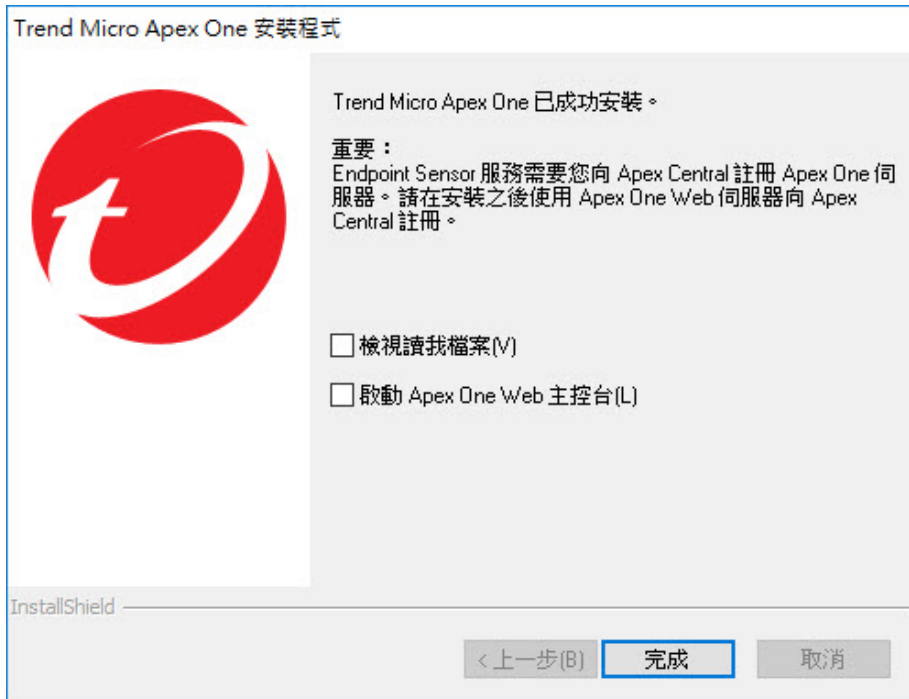 Trend Micro Apex One 安裝程式
Trend Micro Apex One 已成功安裝。
重要：
Endpoint Sensor 服務需要您向 Apex Central 註冊 Apex One 伺
服器。請在安裝之後使用 Apex One Web 伺服器向 Apex
Central 註冊。
檢視讀我檔案(V)
啟動 Apex One Web 主控台(L)
InstallShield
< 上一步(B)
完成
取消